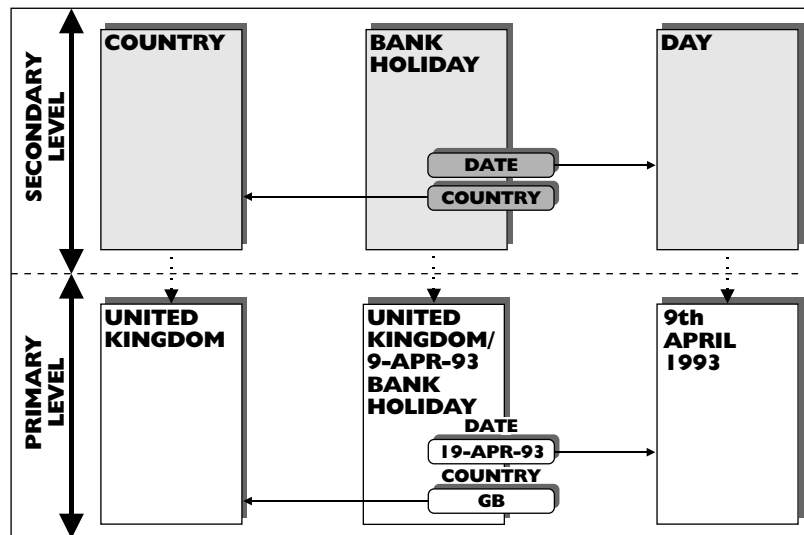 SECONDARY
LEVEL
COUNTRY
BANK
HOLIDAY
DAY
DATE
COUNTRY
PRIMARY
LEVEL
UNITED
KINGDOM
UNITED
KINGDOM/
9-APR-93
BANK
HOLIDAY
9th
APRIL
1993
DATE
19-APR-93
COUNTRY
GB